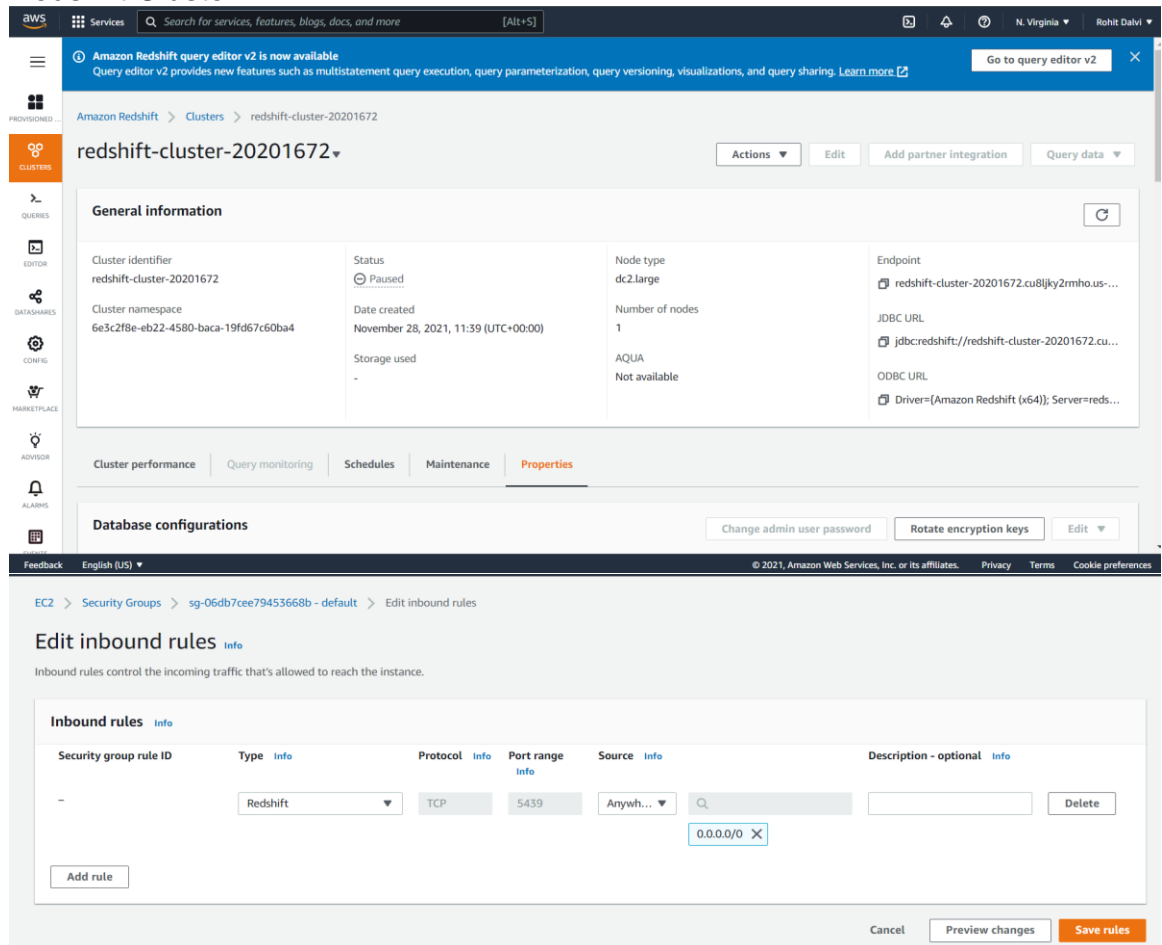 aws
Services
Search for services, features, blogs, docs, and more
[Alt+S]
N. Virginia ▼
Rohit Dalvi ▼
Amazon Redshift query editor v2 is now available
Query editor v2 provides new features such as multistatement query execution, query parameterization, query versioning, visualizations, and query sharing. Learn more
Go to query editor v2
PROVISIONED ...
CLUSTERS
QUERIES
EDITOR
DATASHARES
CONFIG
MARKETPLACE
ADVISOR
ALARMS
Amazon Redshift > Clusters > redshift-cluster-20201672
redshift-cluster-20201672
Actions ▼
Edit
Add partner integration
Query data ▼
General information
Cluster identifier
redshift-cluster-20201672
Cluster namespace
6e3c2f8e-eb22-4580-baca-19fd67c60ba4
Status
Paused
Date created
November 28, 2021, 11:39 (UTC+00:00)
Storage used
-
Node type
dc2.large
Number of nodes
1
AQUA
Not available
Endpoint
redshift-cluster-20201672.cu8ljky2rmho.us-...
JDBC URL
jdbc:redshift://redshift-cluster-20201672.cu...
ODBC URL
Driver={Amazon Redshift (x64)}; Server=reds...
Cluster performance
Query monitoring
Schedules
Maintenance
Properties
Database configurations
Change admin user password
Rotate encryption keys
Edit ▼
Feedback
English (US) ▼
© 2021, Amazon Web Services, Inc. or its affiliates.
Privacy
Terms
Cookie preferences
EC2 > Security Groups > sg-06db7cee79453668b - default > Edit inbound rules
Edit inbound rules Info
Inbound rules control the incoming traffic that's allowed to reach the instance.
Inbound rules Info
Security group rule ID
Type Info
Protocol Info
Port range Info
Source Info
Description - optional Info
–
Redshift
TCP
5439
Anywh... ▼
0.0.0.0/0 ✕
Delete
Add rule
Cancel
Preview changes
Save rules